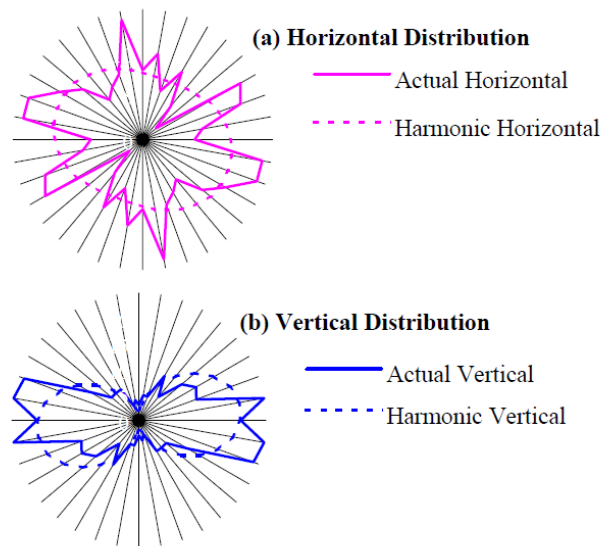 (a) Horizontal Distribution
Actual Horizontal
Harmonic Horizontal
(b) Vertical Distribution
Actual Vertical
Harmonic Vertical